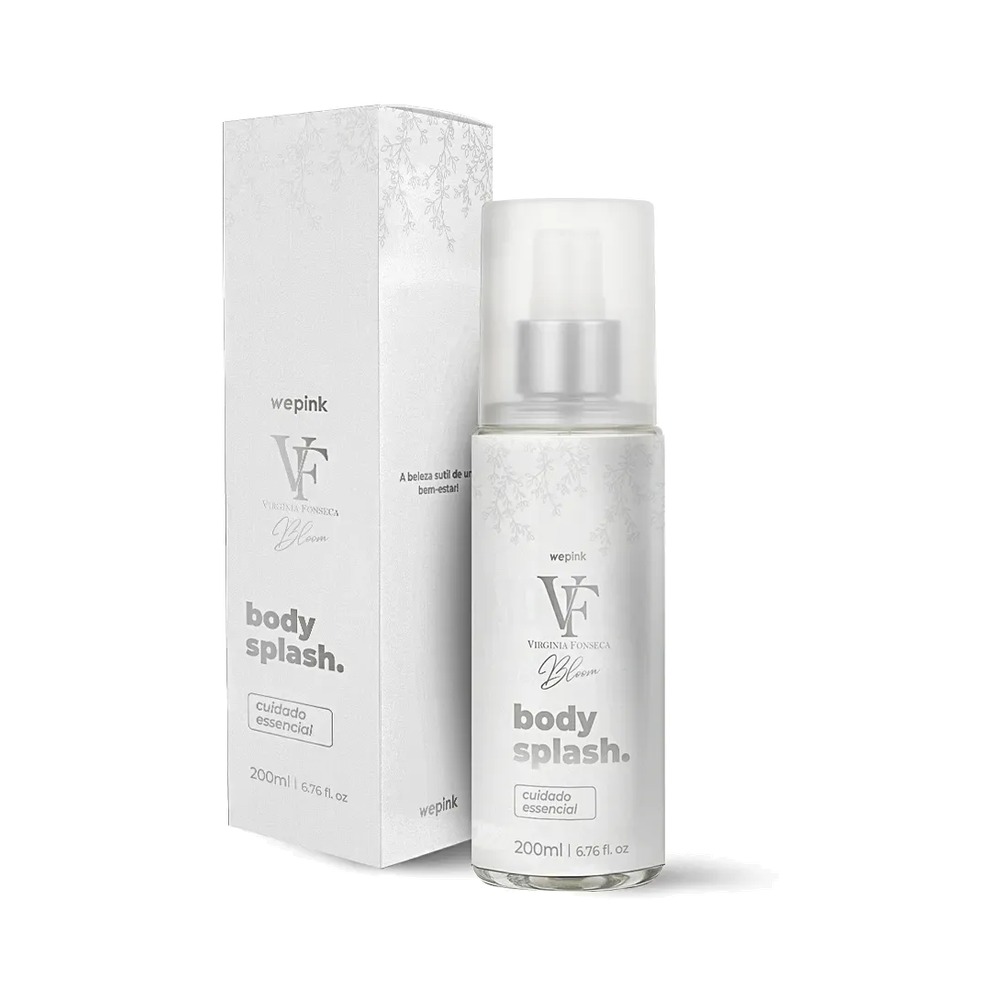 wepink
VF
VIRGINIA FONSECA
Bloom
body
splash.
cuidado
essencial
200ml | 6.76 fl. oz
A beleza sutil de
bem-estar!
wepink
wepink
VF
VIRGINIA FONSECA
Bloom
body
splash.
cuidado
essencial
200ml | 6.76 fl. oz